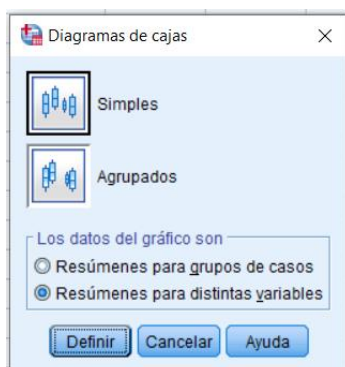 Diagramas de cajas
Simples
Agrupados
Los datos del gráfico son
Resúmenes para grupos de casos
Resúmenes para distintas variables
Definir Cancelar Ayuda